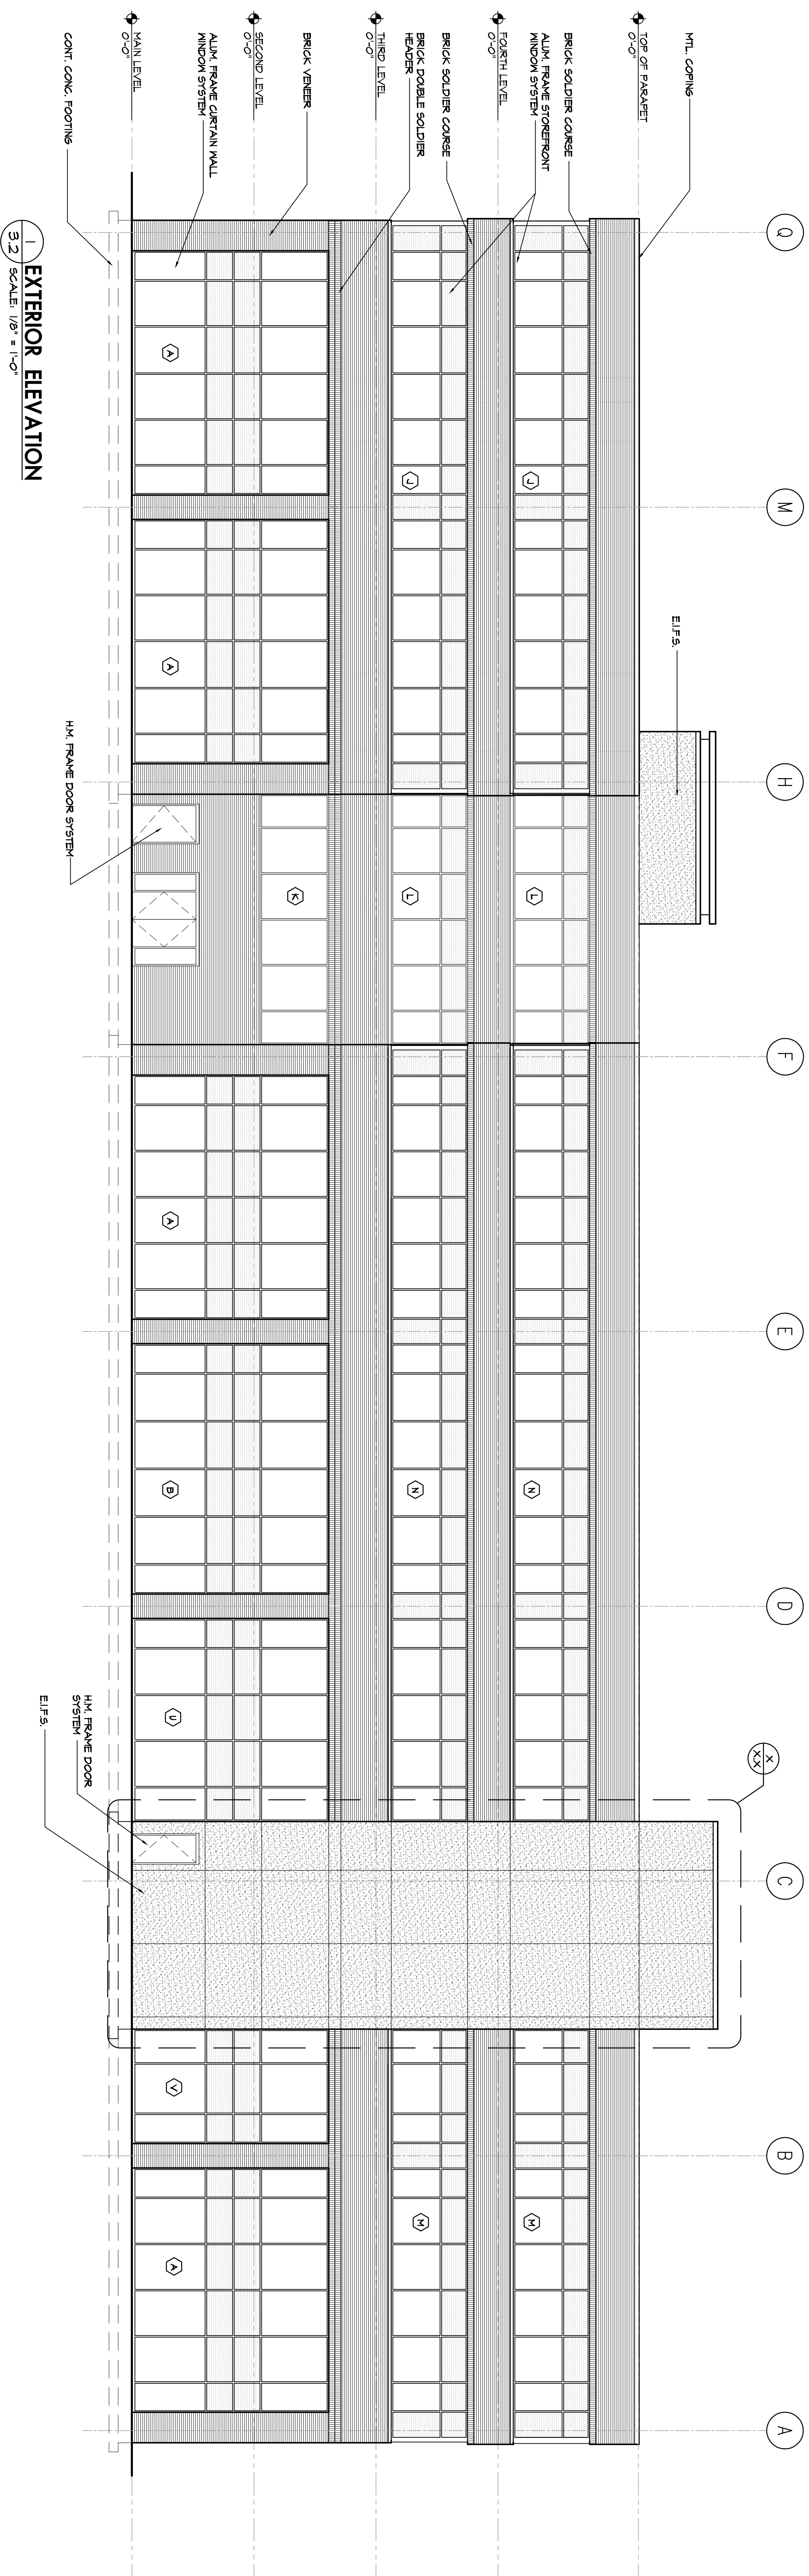 Q
M
H
F
E
D
C
B
A
MTL. COPING
TOP OF PARAPET
0'-0"
BRICK SOLDIER COURSE
ALUM. FRAME STOREFRONT
WINDOW SYSTEM
FOURTH LEVEL
0'-0"
BRICK SOLDIER COURSE
BRICK DOUBLE SOLDIER
HEADER
THIRD LEVEL
0'-0"
BRICK VENEER
SECOND LEVEL
0'-0"
ALUM. FRAME CURTAIN WALL
WINDOW SYSTEM
MAIN LEVEL
0'-0"
CONT. CONC. FOOTING
E.I.F.S.
X
X.X
J
L
N
M
J
L
N
M
K
A
A
A
B
U
V
A
H.M. FRAME DOOR SYSTEM
H.M. FRAME DOOR
SYSTEM
E.I.F.S.
1
3.2
EXTERIOR ELEVATION
SCALE: 1/8" = 1'-0"